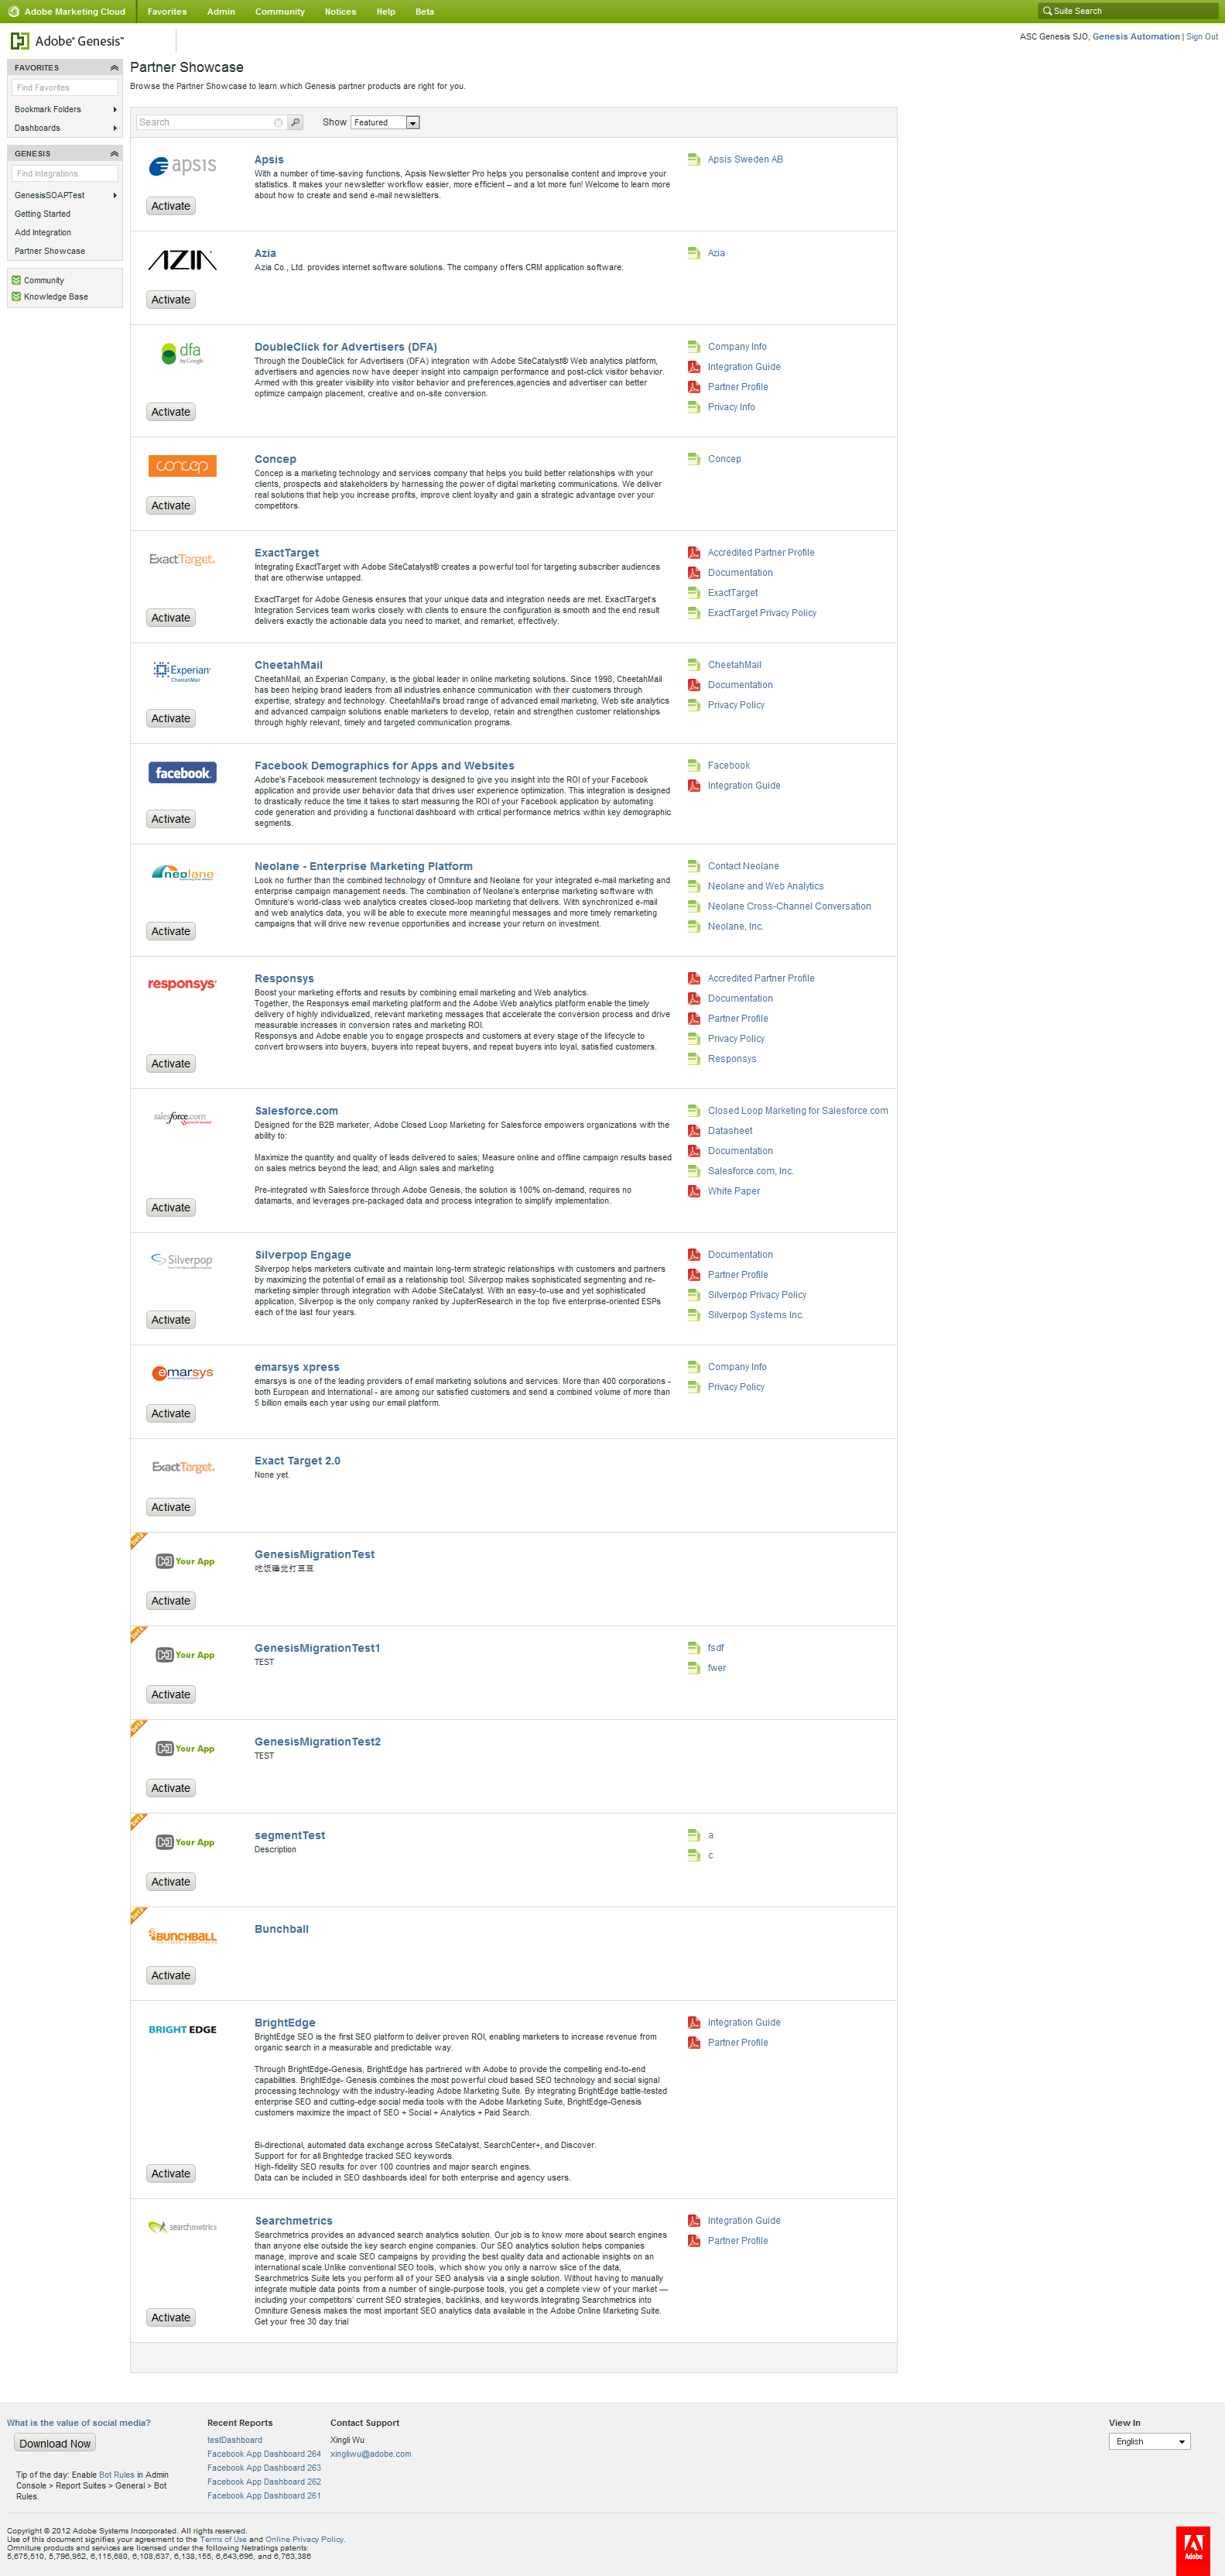 Adobe Marketing Cloud Favorites Admin Community Notices Help Beta Suite Search
Adobe® Genesis™
ASC Genesis SJO, Genesis Automation | Sign Out
FAVORITES
Find Favorites
Bookmark Folders
Dashboards
GENESIS
Find Integrations
GenesisSOAPTest
Getting Started
Add Integration
Partner Showcase
Community
Knowledge Base
Partner Showcase
Browse the Partner Showcase to learn which Genesis partner products are right for you.
Search Show Featured
apsis
Activate
Apsis
With a number of time-saving functions, Apsis Newsletter Pro helps you personalise content and improve your
statistics. It makes your newsletter workflow easier, more efficient – and a lot more fun! Welcome to learn more
about how to create and send e-mail newsletters.
Apsis Sweden AB
AZIA
Activate
Azia
Azia Co., Ltd. provides internet software solutions. The company offers CRM application software.
Azia
dfa
by Google
Activate
DoubleClick for Advertisers (DFA)
Through the DoubleClick for Advertisers (DFA) integration with Adobe SiteCatalyst® Web analytics platform,
advertisers and agencies now have deeper insight into campaign performance and post-click visitor behavior.
Armed with this greater visibility into visitor behavior and preferences,agencies and advertiser can better
optimize campaign placement, creative and on-site conversion.
Company Info
Integration Guide
Partner Profile
Privacy Info
concep
Activate
Concep
Concep is a marketing technology and services company that helps you build better relationships with your
clients, prospects and stakeholders by harnessing the power of digital marketing communications. We deliver
real solutions that help you increase profits, improve client loyalty and gain a strategic advantage over your
competitors.
Concep
ExactTarget.
Activate
ExactTarget
Integrating ExactTarget with Adobe SiteCatalyst® creates a powerful tool for targeting subscriber audiences
that are otherwise untapped.
ExactTarget for Adobe Genesis ensures that your unique data and integration needs are met. ExactTarget's
Integration Services team works closely with clients to ensure the configuration is smooth and the end result
delivers exactly the actionable data you need to market, and remarket, effectively.
Accredited Partner Profile
Documentation
ExactTarget
ExactTarget Privacy Policy
Experian
CheetahMail
Activate
CheetahMail
CheetahMail, an Experian Company, is the global leader in online marketing solutions. Since 1998, CheetahMail
has been helping brand leaders from all industries enhance communication with their customers through
expertise, strategy and technology. CheetahMail's broad range of advanced email marketing, Web site analytics
and advanced campaign solutions enable marketers to develop, retain and strengthen customer relationships
through highly relevant, timely and targeted communication programs.
CheetahMail
Documentation
Privacy Policy
facebook
Activate
Facebook Demographics for Apps and Websites
Adobe's Facebook measurement technology is designed to give you insight into the ROI of your Facebook
application and provide user behavior data that drives user experience optimization. This integration is designed
to drastically reduce the time it takes to start measuring the ROI of your Facebook application by automating
code generation and providing a functional dashboard with critical performance metrics within key demographic
segments.
Facebook
Integration Guide
neolane
Activate
Neolane - Enterprise Marketing Platform
Look no further than the combined technology of Omniture and Neolane for your integrated e-mail marketing and
enterprise campaign management needs. The combination of Neolane's enterprise marketing software with
Omniture's world-class web analytics creates closed-loop marketing that delivers. With synchronized e-mail
and web analytics data, you will be able to execute more meaningful messages and more timely remarketing
campaigns that will drive new revenue opportunities and increase your return on investment.
Contact Neolane
Neolane and Web Analytics
Neolane Cross-Channel Conversation
Neolane, Inc.
responsys
Activate
Responsys
Boost your marketing efforts and results by combining email marketing and Web analytics.
Together, the Responsys email marketing platform and the Adobe Web analytics platform enable the timely
delivery of highly individualized, relevant marketing messages that accelerate the conversion process and drive
measurable increases in conversion rates and marketing ROI.
Responsys and Adobe enable you to engage prospects and customers at every stage of the lifecycle to
convert browsers into buyers, buyers into repeat buyers, and repeat buyers into loyal, satisfied customers.
Accredited Partner Profile
Documentation
Partner Profile
Privacy Policy
Responsys
salesforce.com
Activate
Salesforce.com
Designed for the B2B marketer, Adobe Closed Loop Marketing for Salesforce empowers organizations with the
ability to:
Maximize the quantity and quality of leads delivered to sales; Measure online and offline campaign results based
on sales metrics beyond the lead; and Align sales and marketing
Pre-integrated with Salesforce through Adobe Genesis, the solution is 100% on-demand, requires no
datamarts, and leverages pre-packaged data and process integration to simplify implementation.
Closed Loop Marketing for Salesforce.com
Datasheet
Documentation
Salesforce.com, Inc.
White Paper
Silverpop
Activate
Silverpop Engage
Silverpop helps marketers cultivate and maintain long-term strategic relationships with customers and partners
by maximizing the potential of email as a relationship tool. Silverpop makes sophisticated segmenting and re-
marketing simpler through integration with Adobe SiteCatalyst. With an easy-to-use and yet sophisticated
application, Silverpop is the only company ranked by JupiterResearch in the top five enterprise-oriented ESPs
each of the last four years.
Documentation
Partner Profile
Silverpop Privacy Policy
Silverpop Systems Inc.
emarsys
Activate
emarsys xpress
emarsys is one of the leading providers of email marketing solutions and services. More than 400 corporations -
both European and International - are among our satisfied customers and send a combined volume of more than
5 billion emails each year using our email platform.
Company Info
Privacy Policy
ExactTarget.
Activate
Exact Target 2.0
None yet.
Your App
Activate
GenesisMigrationTest
吃饭睡觉打豆豆
Your App
Activate
GenesisMigrationTest1
TEST
fsdf
fwer
Your App
Activate
GenesisMigrationTest2
TEST
Your App
Activate
segmentTest
Description
a
c
BUNCHBALL
Activate
Bunchball
BRIGHT EDGE
Activate
BrightEdge
BrightEdge SEO is the first SEO platform to deliver proven ROI, enabling marketers to increase revenue from
organic search in a measurable and predictable way.
Through BrightEdge-Genesis, BrightEdge has partnered with Adobe to provide the compelling end-to-end
capabilities. BrightEdge- Genesis combines the most powerful cloud based SEO technology and social signal
processing technology with the industry-leading Adobe Marketing Suite. By integrating BrightEdge battle-tested
enterprise SEO and cutting-edge social media tools with the Adobe Marketing Suite, BrightEdge-Genesis
customers maximize the impact of SEO + Social + Analytics + Paid Search.
Bi-directional, automated data exchange across SiteCatalyst, SearchCenter+, and Discover.
Support for for all Brightedge tracked SEO keywords.
High-fidelity SEO results for over 100 countries and major search engines.
Data can be included in SEO dashboards ideal for both enterprise and agency users.
Integration Guide
Partner Profile
searchmetrics
Activate
Searchmetrics
Searchmetrics provides an advanced search analytics solution. Our job is to know more about search engines
than anyone else outside the key search engine companies. Our SEO analytics solution helps companies
manage, improve and scale SEO campaigns by providing the best quality data and actionable insights on an
international scale.Unlike conventional SEO tools, which show you only a narrow slice of the data,
Searchmetrics Suite lets you perform all of your SEO analysis via a single solution. Without having to manually
integrate multiple data points from a number of single-purpose tools, you get a complete view of your market —
including your competitors' current SEO strategies, backlinks, and keywords.Integrating Searchmetrics into
Omniture Genesis makes the most important SEO analytics data available in the Adobe Online Marketing Suite.
Get your free 30 day trial
Integration Guide
Partner Profile
What is the value of social media?
Download Now
Tip of the day: Enable Bot Rules in Admin
Console > Report Suites > General > Bot
Rules.
Recent Reports
testDashboard
Facebook App Dashboard 264
Facebook App Dashboard 263
Facebook App Dashboard 262
Facebook App Dashboard 261
Contact Support
Xingli Wu
xingliwu@adobe.com
View In
English
Copyright © 2012 Adobe Systems Incorporated. All rights reserved.
Use of this document signifies your agreement to the Terms of Use and Online Privacy Policy.
Omniture products and services are licensed under the following Netratings patents:
5,675,510, 5,796,952, 6,115,680, 6,108,637, 6,138,155, 6,643,696, and 6,763,386
Adobe